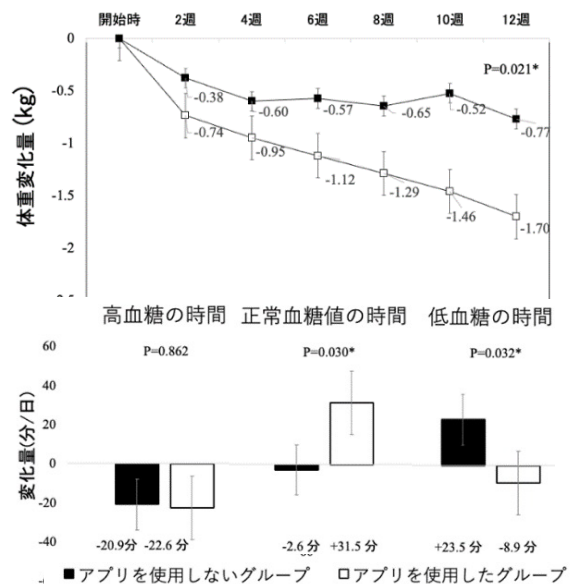 開始時 2週 4週 6週 8週 10週 12週
0
-0.5
-1
-1.5
-2
体重変化量 (kg)
P=0.021*
-0.38
-0.60
-0.57
-0.65
-0.52
-0.77
-0.74
-0.95
-1.12
-1.29
-1.46
-1.70
高血糖の時間 正常血糖値の時間 低血糖の時間
60
40
20
0
-20
-40
変化量(分/日)
P=0.862 P=0.030* P=0.032*
-20.9分 -22.6 分 -2.6 分 +31.5 分 +23.5 分 -8.9 分
■アプリを使用しないグループ □アプリを使用したグループ